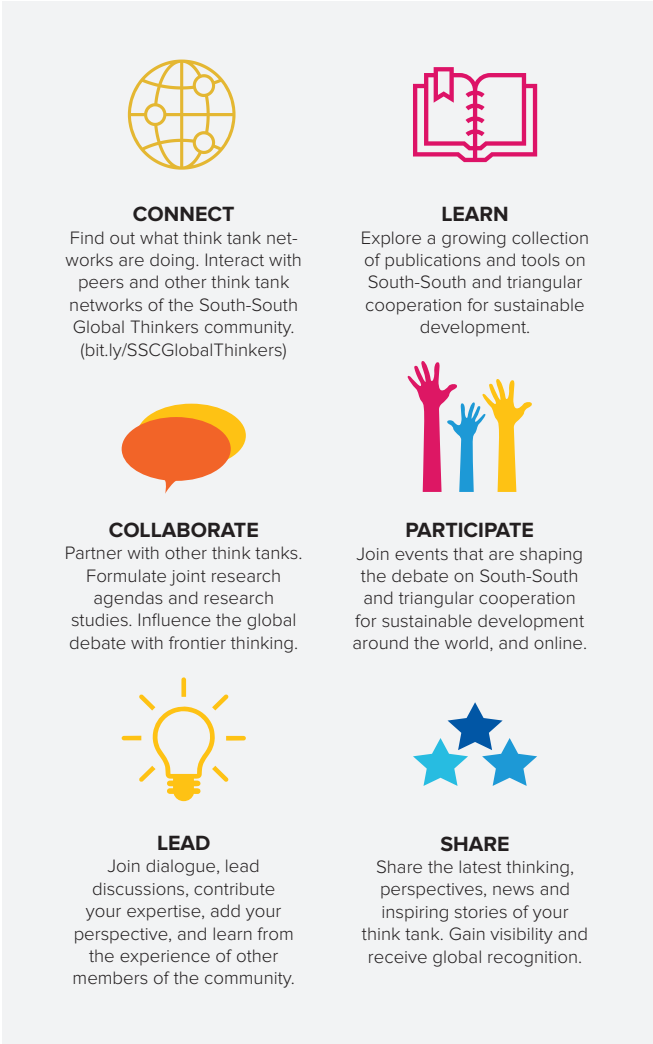 CONNECT
Find out what think tank net-
works are doing. Interact with
peers and other think tank
networks of the South-South
Global Thinkers community.
(bit.ly/SSCGlobalThinkers)
LEARN
Explore a growing collection
of publications and tools on
South-South and triangular
cooperation for sustainable
development.
COLLABORATE
Partner with other think tanks.
Formulate joint research
agendas and research
studies. Influence the global
debate with frontier thinking.
PARTICIPATE
Join events that are shaping
the debate on South-South
and triangular cooperation
for sustainable development
around the world, and online.
LEAD
Join dialogue, lead
discussions, contribute
your expertise, add your
perspective, and learn from
the experience of other
members of the community.
SHARE
Share the latest thinking,
perspectives, news and
inspiring stories of your
think tank. Gain visibility and
receive global recognition.